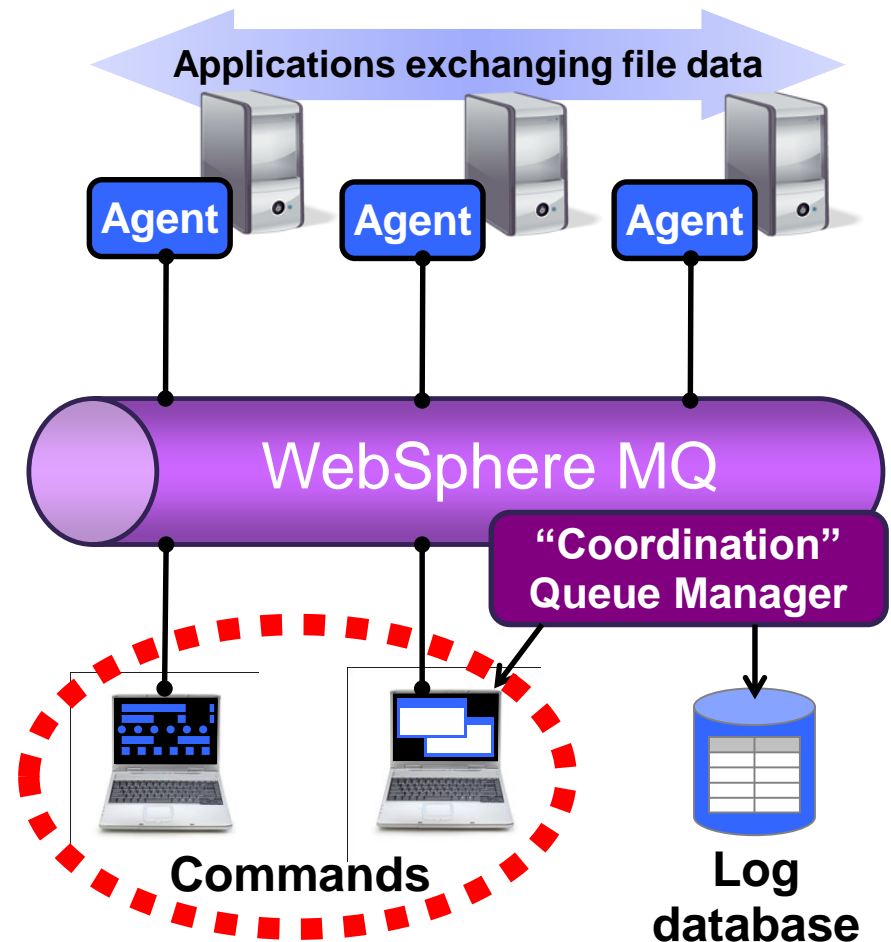 Applications exchanging file data
Agent
Agent
Agent
WebSphere MQ
“Coordination”
Queue Manager
Commands
Log
database